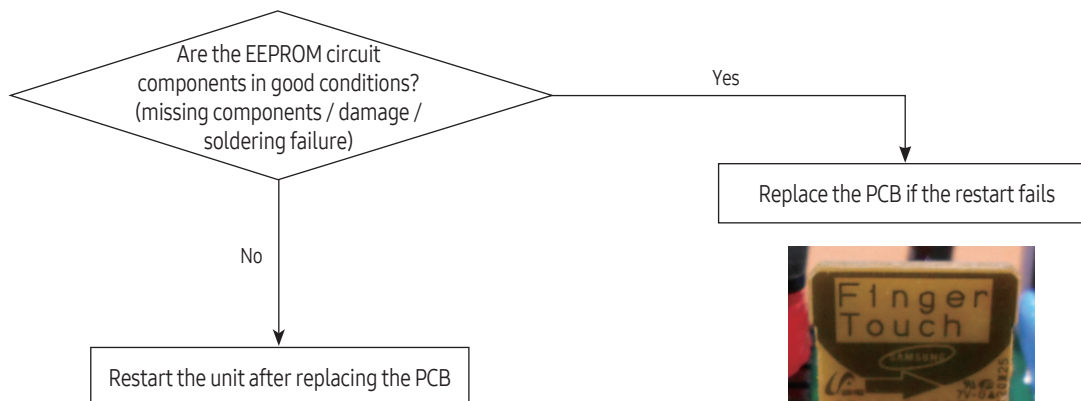 Are the EEPROM circuit
components in good conditions?
(missing components / damage /
soldering failure)
Yes
Replace the PCB if the restart fails
No
Finger
Touch
SAMSUNG
Restart the unit after replacing the PCB